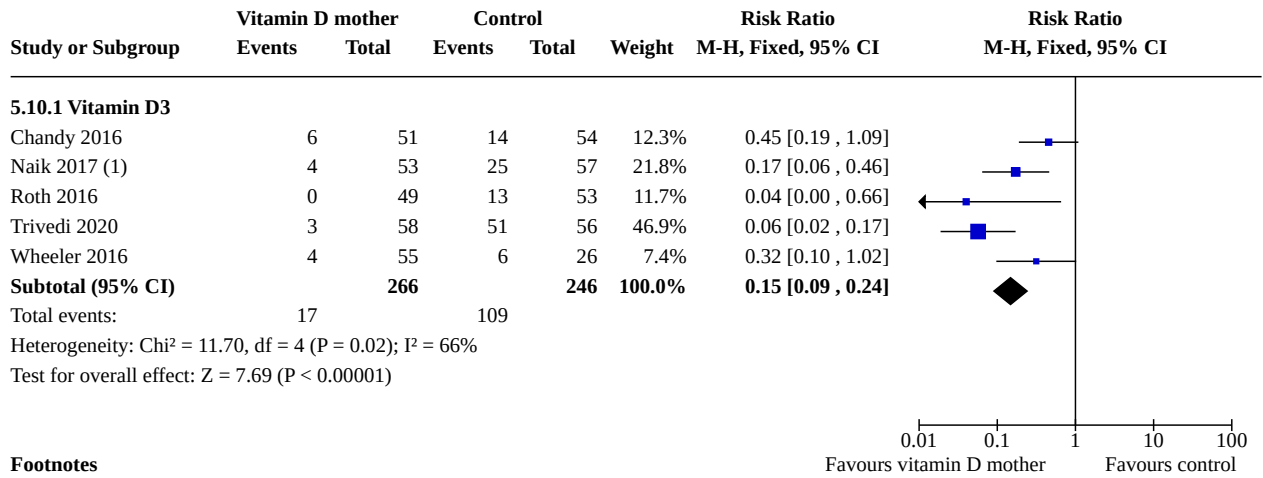 Vitamin D mother Control Risk Ratio Risk Ratio
Study or Subgroup Events Total Events Total Weight M-H, Fixed, 95% CI M-H, Fixed, 95% CI
5.10.1 Vitamin D3
Chandy 2016 6 51 14 54 12.3% 0.45 [0.19 , 1.09]
Naik 2017 (1) 4 53 25 57 21.8% 0.17 [0.06 , 0.46]
Roth 2016 0 49 13 53 11.7% 0.04 [0.00 , 0.66]
Trivedi 2020 3 58 51 56 46.9% 0.06 [0.02 , 0.17]
Wheeler 2016 4 55 6 26 7.4% 0.32 [0.10 , 1.02]
Subtotal (95% CI) 266 246 100.0% 0.15 [0.09 , 0.24]
Total events: 17 109
Heterogeneity: Chi² = 11.70, df = 4 (P = 0.02); I² = 66%
Test for overall effect: Z = 7.69 (P < 0.00001)
0.01 0.1 1 10 100
Footnotes Favours vitamin D mother Favours control